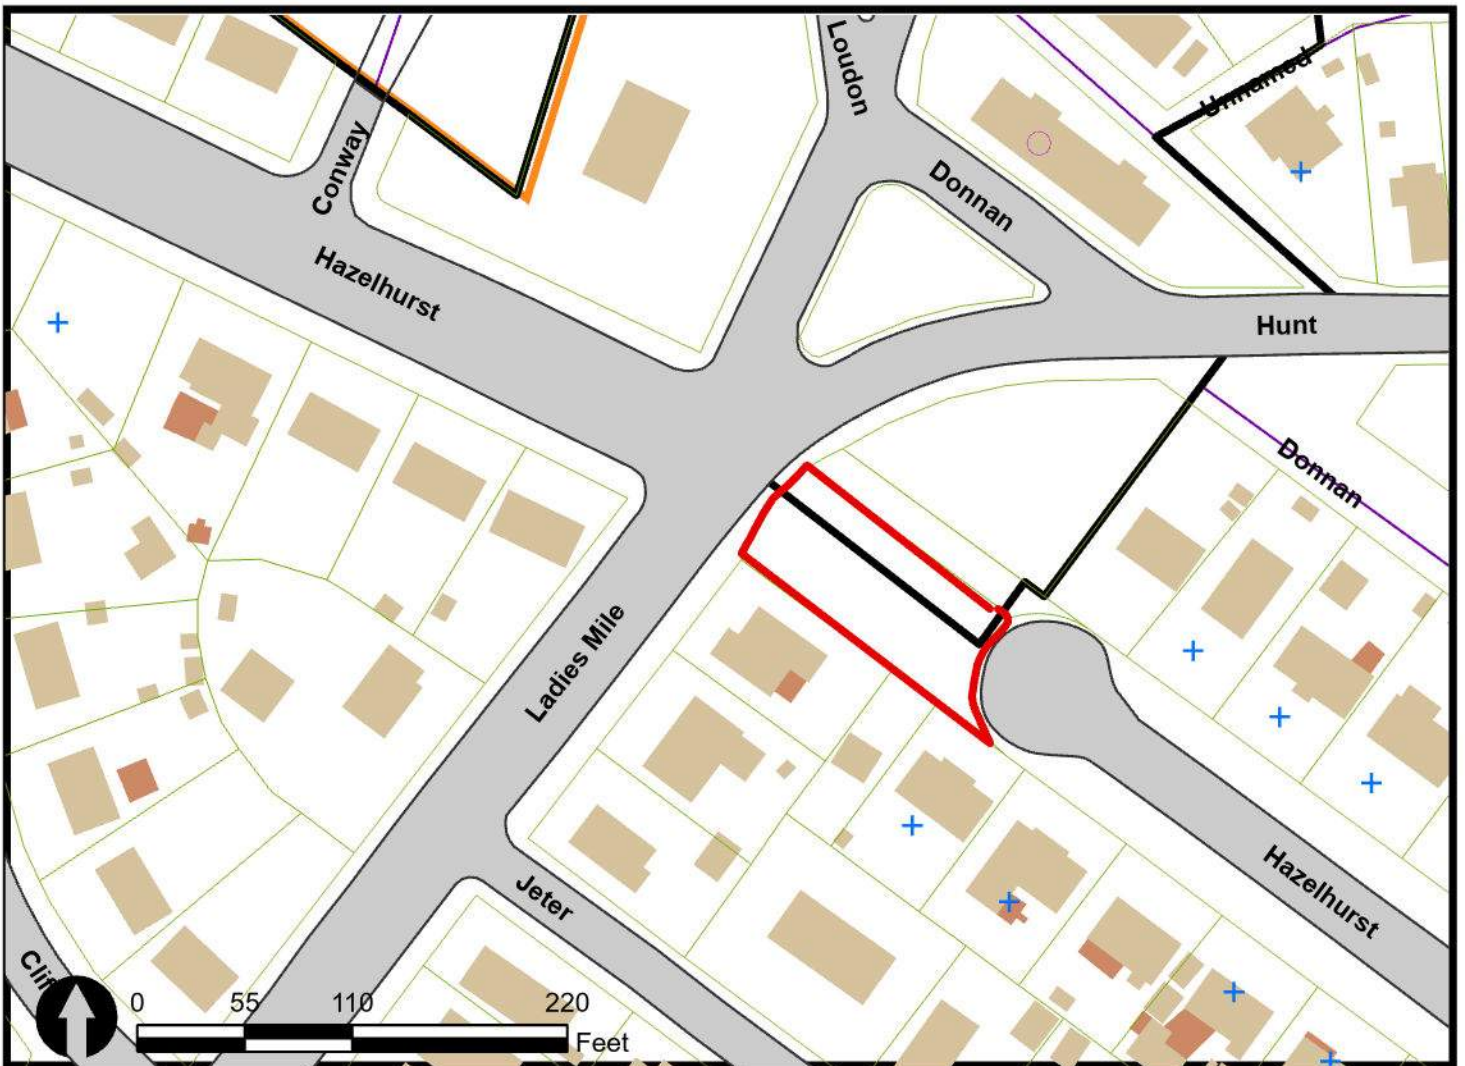 Loudon
Unnamed
Conway
Donnan
Hazelhurst
Hunt
Donnan
Ladies Mile
Jeter
Hazelhurst
0 55 110 220
Feet